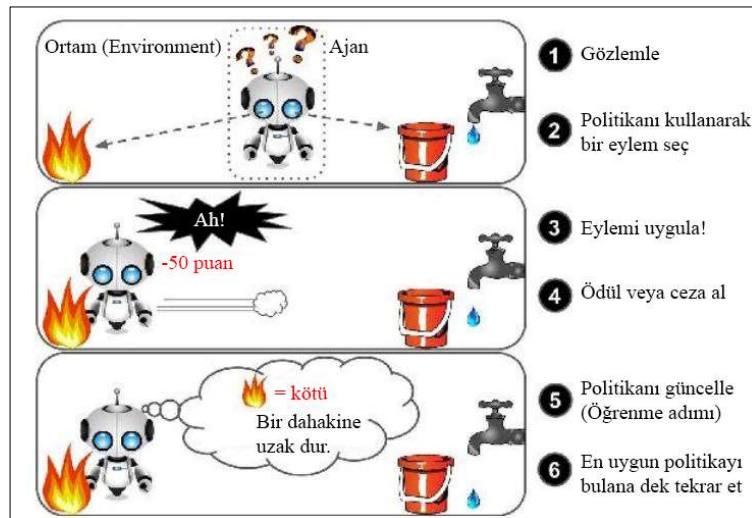 Ortam (Environment)
Ajan
1 Gözlemle
2 Politikanı kullanarak
bir eylem seç
Ah!
-50 puan
3 Eylemi uygula!
4 Ödül veya ceza al
= kötü
Bir dahakine
uzak dur.
5 Politikanı güncelle
(Öğrenme adımı)
6 En uygun politikayı
bulana dek tekrar et